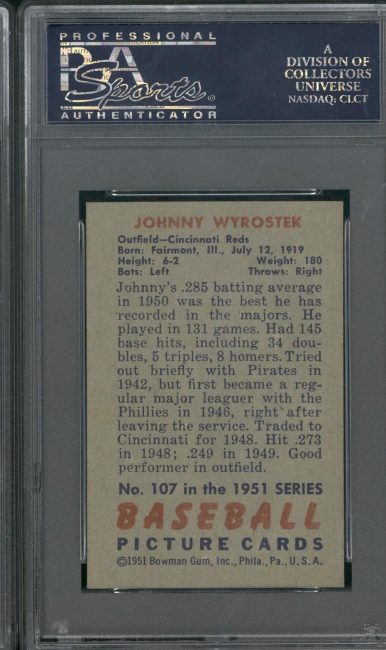 PROFESSIONAL
PSA
Sports
AUTHENTICATOR
A
DIVISION OF
COLLECTORS
UNIVERSE
NASDAQ: CLCT
JOHNNY WYROSTEK
Outfield—Cincinnati Reds
Born: Fairmont, Ill., July 12, 1919
Height: 6-2 Weight: 180
Bats: Left Throws: Right
Johnny's .285 batting average
in 1950 was the best he has
recorded in the majors. He
played in 131 games. Had 145
base hits, including 34 dou-
bles, 5 triples, 8 homers. Tried
out briefly with Pirates in
1942, but first became a reg-
ular major leaguer with the
Phillies in 1946, right after
leaving the service. Traded to
Cincinnati for 1948. Hit .273
in 1948; .249 in 1949. Good
performer in outfield.
No. 107 in the 1951 SERIES
BASEBALL
PICTURE CARDS
©1951 Bowman Gum, Inc., Phila., Pa., U.S.A.